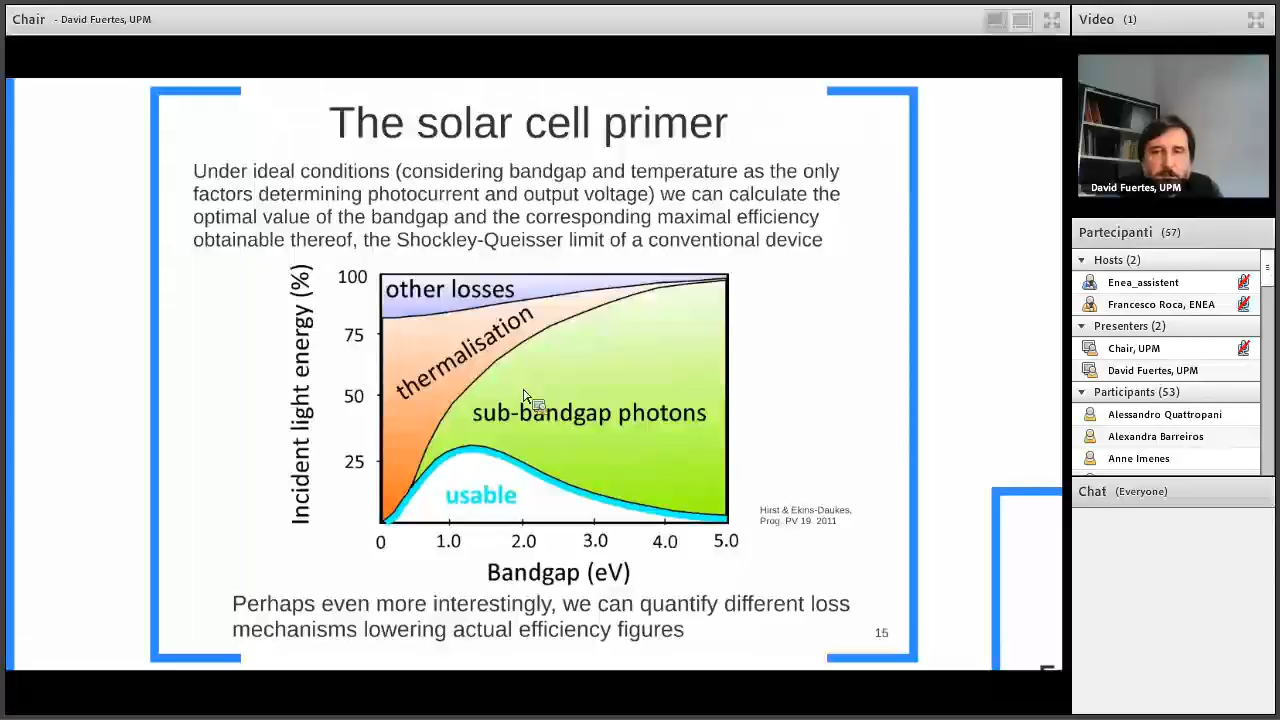 Chair - David Fuertes, UPM
The solar cell primer
Under ideal conditions (considering bandgap and temperature as the only
factors determining photocurrent and output voltage) we can calculate the
optimal value of the bandgap and the corresponding maximal efficiency
obtainable thereof, the Shockley-Queisser limit of a conventional device
Incident light energy (%)
100
75
50
25
other losses
thermalisation
sub-bandgap photons
usable
0 1.0 2.0 3.0 4.0 5.0
Bandgap (eV)
Hirst & Ekins-Daukes,
Prog. PV 19. 2011
Perhaps even more interestingly, we can quantify different loss
mechanisms lowering actual efficiency figures
15
Video (1)
David Fuertes, UPM
Partecipanti (57)
Hosts (2)
Enea_assistent
Francesco Roca, ENEA
Presenters (2)
Chair, UPM
David Fuertes, UPM
Participants (53)
Alessandro Quattropani
Alexandra Barreiros
Anne Imenes
Chat (Everyone)